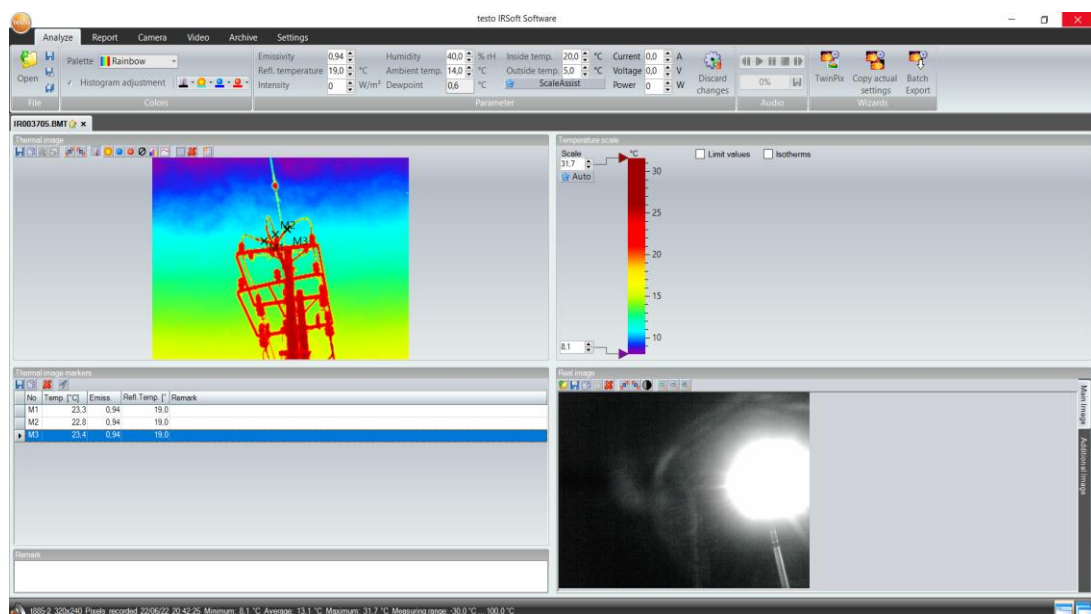 testo
testo IRSoft Software
Analyze Report Camera Video Archive Settings
Open
Palette Rainbow
Histogram adjustment
Emissivity 0,94 Humidity 40,0 % rH Inside temp. 20,0 °C Current 0,0 A
Refl. temperature 19,0 °C Ambient temp. 14,0 °C Outside temp. 5,0 °C Voltage 0,0 V
Intensity 0 W/m² Dewpoint 0,6 °C ScaleAssist Power 0 W
Discard changes
0%
TwinPix
Copy actual settings
Batch Export
File Colors Parameter Audio Wizards
IR003705.BMT x
Thermal image
M2
M1 M3
Temperature scale
Scale °C
31,7
Auto
Limit values Isotherms
30
25
20
15
10
8,1
Thermal image markers
No Temp. [°C] Emiss. Refl.Temp. [° Remark
M1 23,3 0,94 19,0
M2 22,8 0,94 19,0
M3 23,4 0,94 19,0
Remark
Real image
Main Image
Additional Image
t885-2 320x240 Pixels recorded 22/06/22 20:42:25 Minimum: 8,1 °C Average: 13,1 °C Maximum: 31,7 °C Measuring range: -30,0 °C ... 100,0 °C